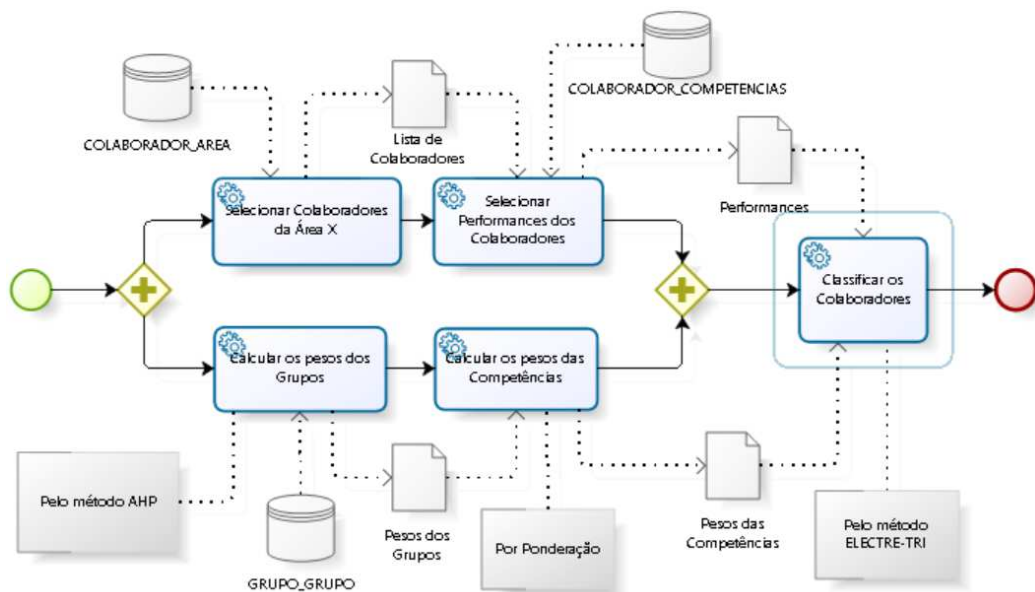 COLABORADOR_AREA
Lista de
Colaboradores
COLABORADOR_COMPETENCIAS
Performances
Selecionar Colaboradores
da Área X
Selecionar
Performances dos
Colaboradores
Classificar os
Colaboradores
Calcular os pesos dos
Grupos
Calcular os pesos das
Competências
Pelo método AHP
GRUPO_GRUPO
Pesos dos
Grupos
Por Ponderação
Pesos das
Competências
Pelo método
ELECTRE-TRI